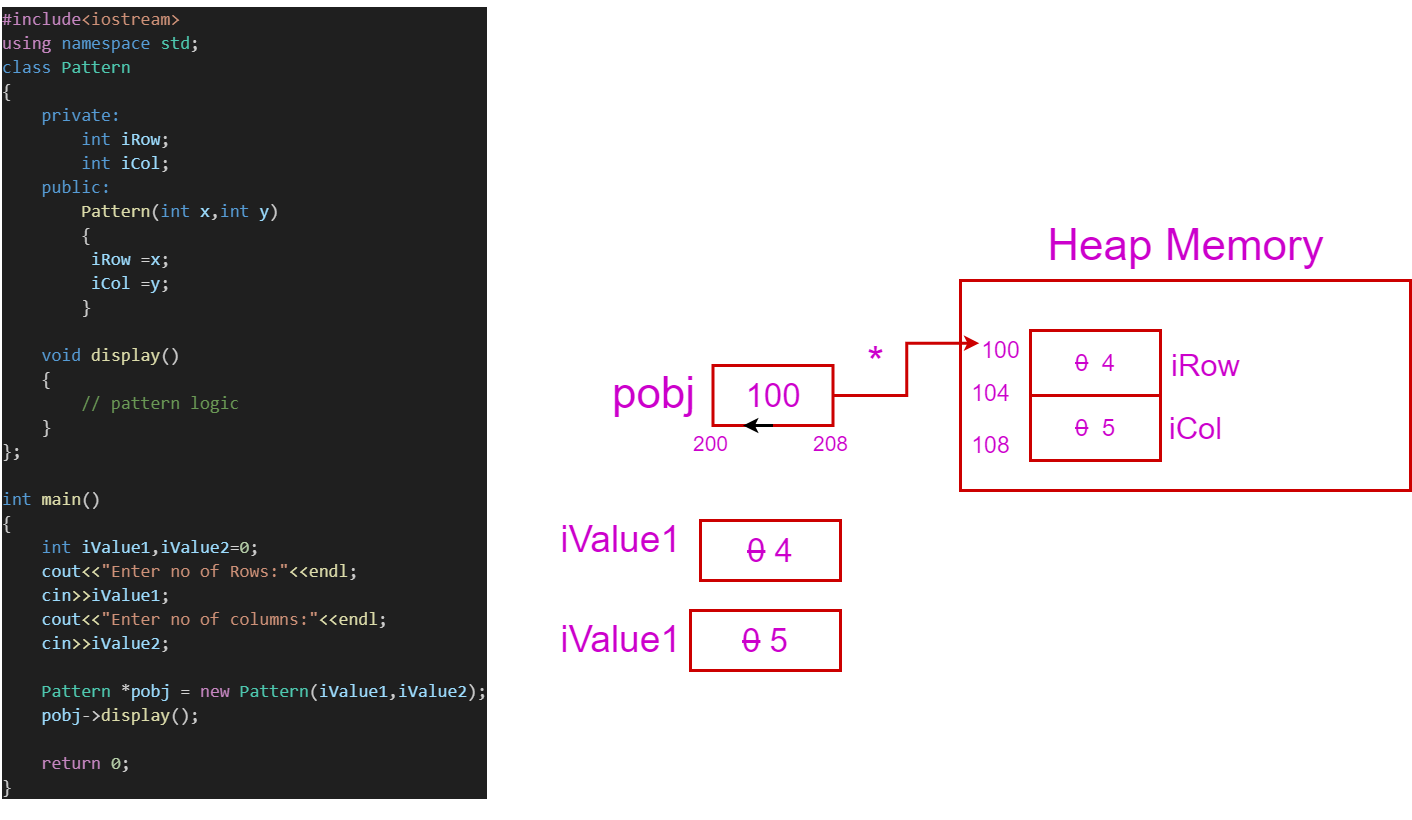 #include<iostream>
using namespace std;
class Pattern
{
    private:
        int iRow;
        int iCol;
    public:
        Pattern(int x,int y)
        {
         iRow =x;
         iCol =y;
        }

    void display()
    {
        // pattern logic
    }
};

int main()
{
    int iValue1,iValue2=0;
    cout<<"Enter no of Rows:"<<endl;
    cin>>iValue1;
    cout<<"Enter no of columns:"<<endl;
    cin>>iValue2;

    Pattern *pobj = new Pattern(iValue1,iValue2);
    pobj->display();

    return 0;
}
Heap Memory
*
100
0 4
iRow
pobj
100
104
0 5
iCol
200
208
108
iValue1
0 4
iValue1
0 5